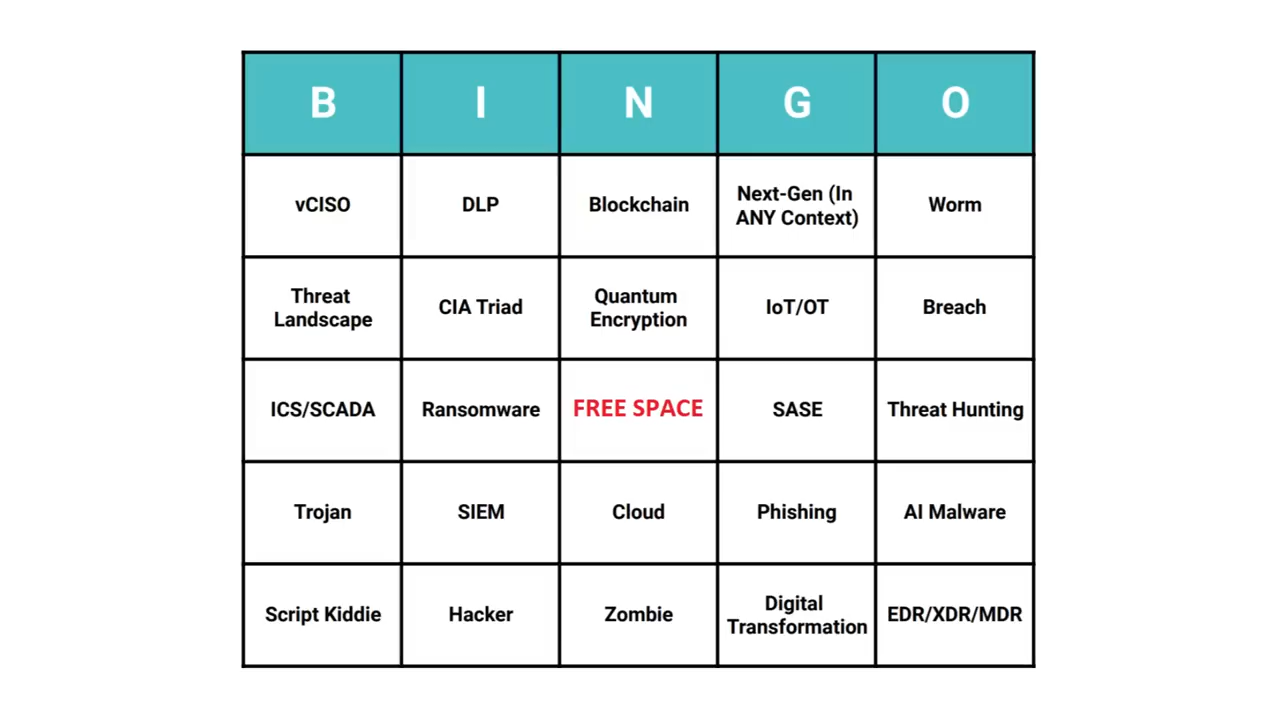 B I N G O
vCISO DLP Blockchain Next-Gen (In ANY Context) Worm
Threat Landscape CIA Triad Quantum Encryption IoT/OT Breach
ICS/SCADA Ransomware FREE SPACE SASE Threat Hunting
Trojan SIEM Cloud Phishing AI Malware
Script Kiddie Hacker Zombie Digital Transformation EDR/XDR/MDR